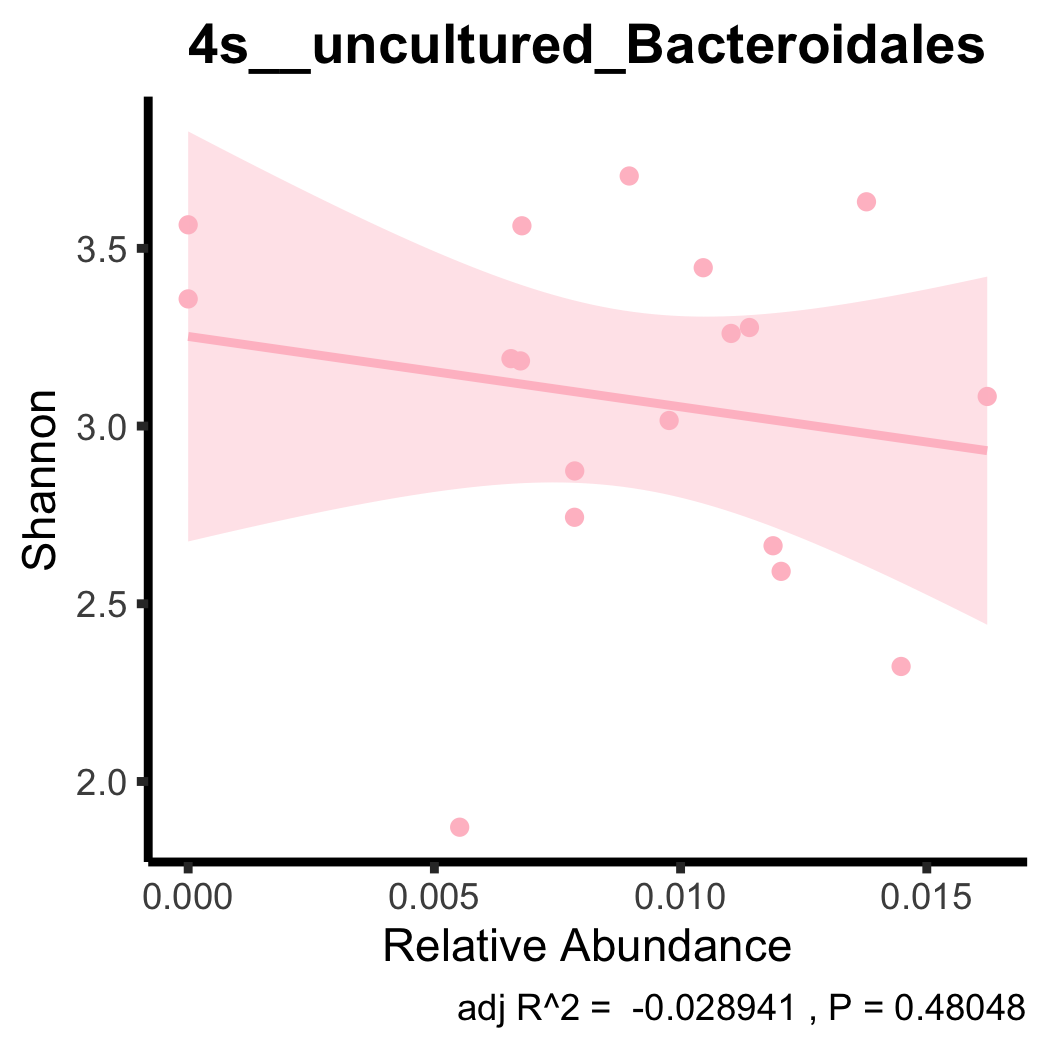 4s__uncultured_Bacteroidales
Shannon
3.5
3.0
2.5
2.0
0.000 0.005 0.010 0.015
Relative Abundance
adj R^2 =  -0.028941 , P = 0.48048